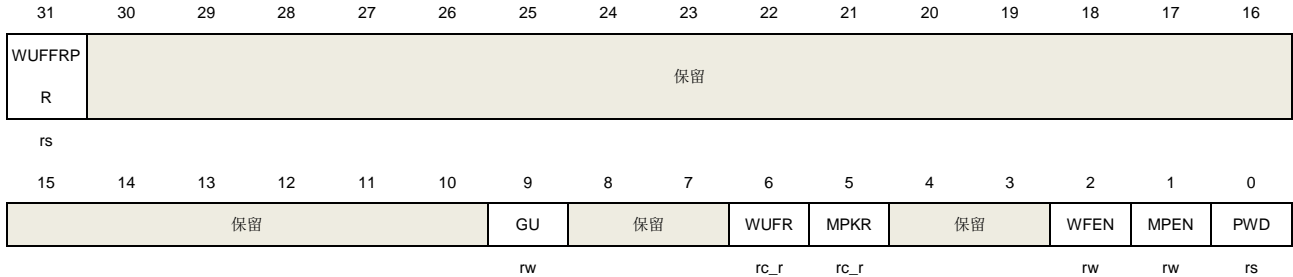 31 30 29 28 27 26 25 24 23 22 21 20 19 18 17 16
WUFFRP
R
保留
rs
15 14 13 12 11 10 9 8 7 6 5 4 3 2 1 0
保留 GU 保留 WUFR MPKR 保留 WFEN MPEN PWD
rw rc_r rc_r rw rw rs